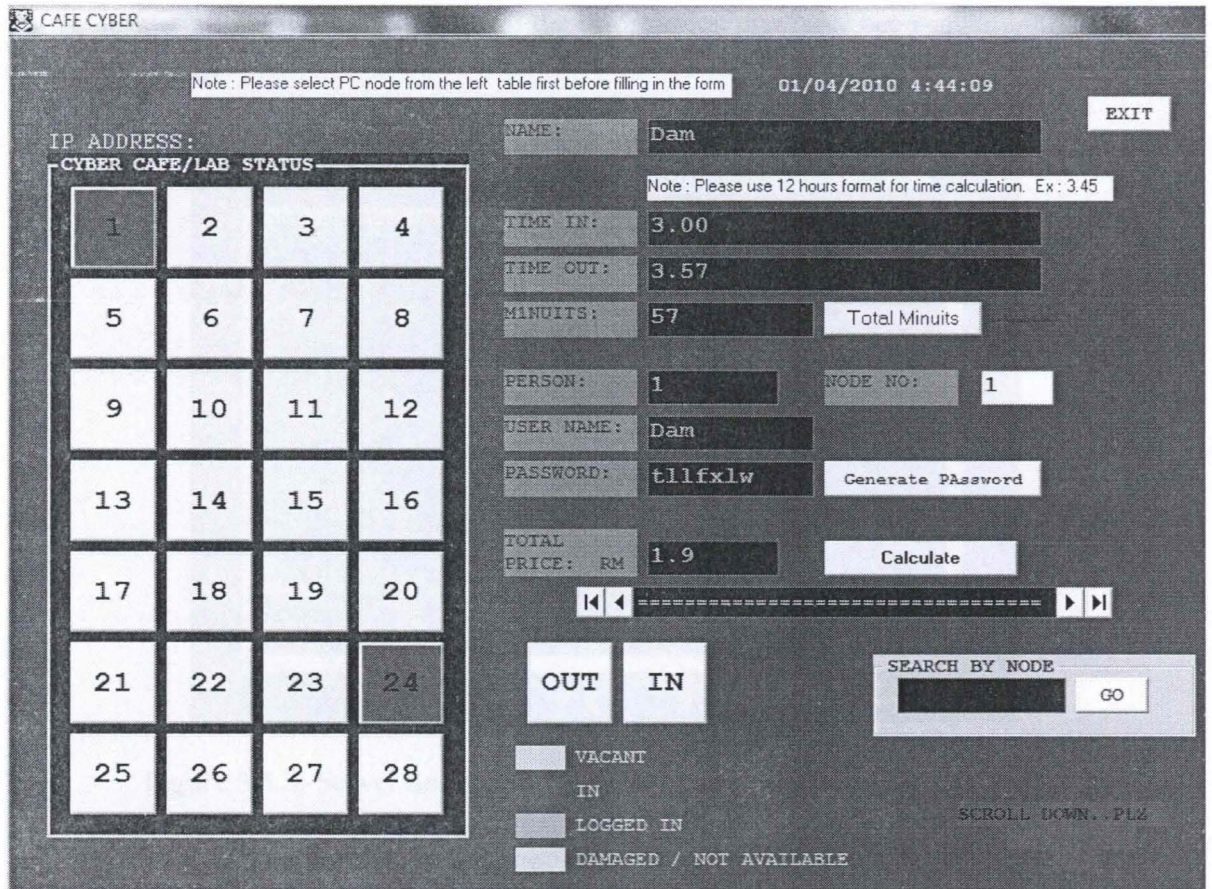 CAFE CYBER
Note : Please select PC node from the left table first before filling in the form
01/04/2010 4:44:09
EXIT
IP ADDRESS:
CYBER CAFE/LAB STATUS
1 2 3 4
5 6 7 8
9 10 11 12
13 14 15 16
17 18 19 20
21 22 23 24
25 26 27 28
NAME: Dam
Note : Please use 12 hours format for time calculation. Ex : 3.45
TIME IN: 3.00
TIME OUT: 3.57
M1NUITS: 57 Total Minuits
PERSON: 1 NODE NO: 1
USER NAME: Dam
PASSWORD: tllfxlw Generate PAssword
TOTAL
PRICE: RM 1.9 Calculate
===================================
OUT IN
SEARCH BY NODE
GO
VACANT
IN
LOGGED IN
DAMAGED / NOT AVAILABLE
SCROLL DOWN..PLZ